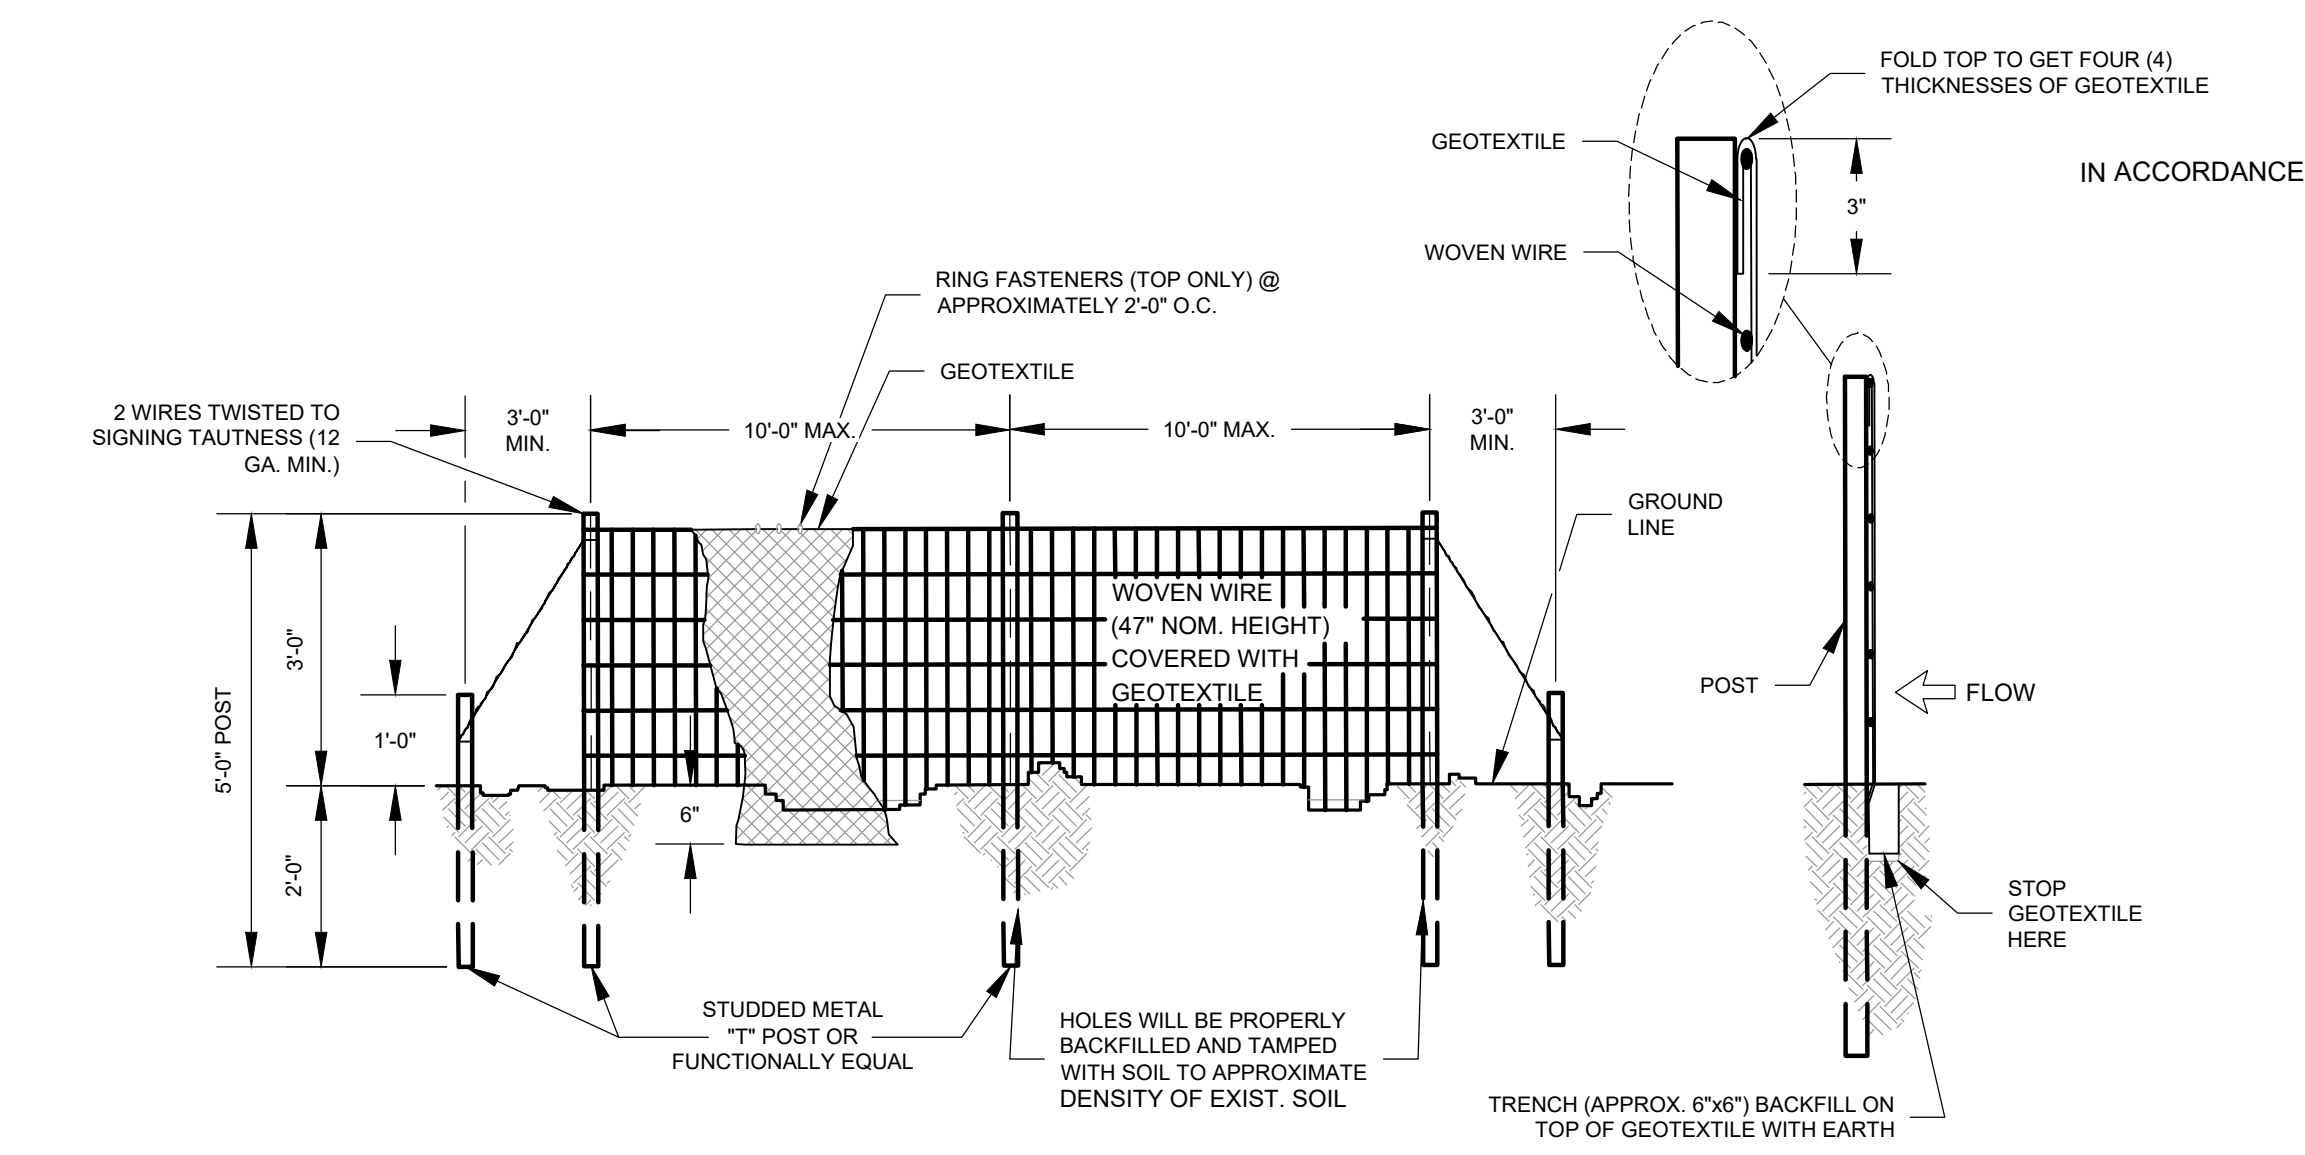 FOLD TOP TO GET FOUR (4)
THICKNESSES OF GEOTEXTILE
GEOTEXTILE
IN ACCORDANCE
3"
WOVEN WIRE
RING FASTENERS (TOP ONLY) @
APPROXIMATELY 2'-0" O.C.
GEOTEXTILE
2 WIRES TWISTED TO
SIGNING TAUTNESS (12
GA. MIN.)
3'-0"
MIN.
10'-0" MAX.
10'-0" MAX.
3'-0"
MIN.
GROUND
LINE
WOVEN WIRE
(47" NOM. HEIGHT)
COVERED WITH
GEOTEXTILE
5'-0" POST
3'-0"
1'-0"
2'-0"
6"
POST
FLOW
STOP
GEOTEXTILE
HERE
STUDDED METAL
"T" POST OR
FUNCTIONALLY EQUAL
HOLES WILL BE PROPERLY
BACKFILLED AND TAMPED
WITH SOIL TO APPROXIMATE
DENSITY OF EXIST. SOIL
TRENCH (APPROX. 6"x6") BACKFILL ON
TOP OF GEOTEXTILE WITH EARTH